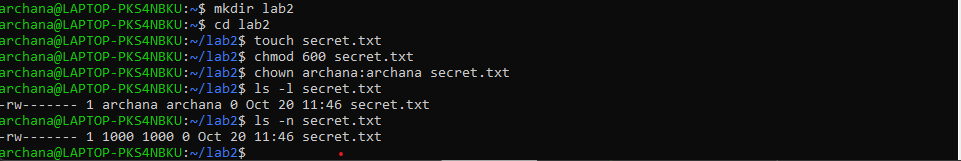 archana@LAPTOP-PKS4NBKU:~$ mkdir lab2
archana@LAPTOP-PKS4NBKU:~$ cd lab2
archana@LAPTOP-PKS4NBKU:~/lab2$ touch secret.txt
archana@LAPTOP-PKS4NBKU:~/lab2$ chmod 600 secret.txt
archana@LAPTOP-PKS4NBKU:~/lab2$ chown archana:archana secret.txt
archana@LAPTOP-PKS4NBKU:~/lab2$ ls -l secret.txt
-rw------- 1 archana archana 0 Oct 20 11:46 secret.txt
archana@LAPTOP-PKS4NBKU:~/lab2$ ls -n secret.txt
-rw------- 1 1000 1000 0 Oct 20 11:46 secret.txt
archana@LAPTOP-PKS4NBKU:~/lab2$